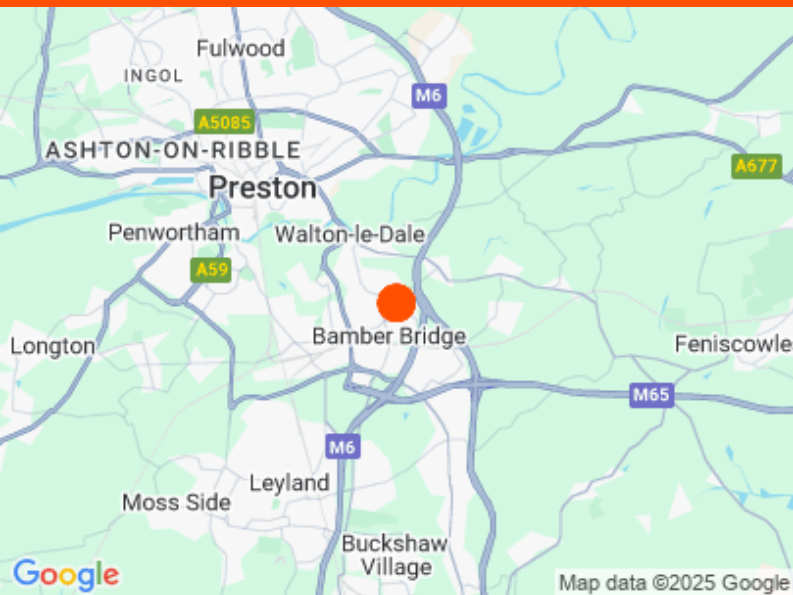 Fulwood
INGOL
M6
A5085
ASHTON-ON-RIBBLE
A677
Preston
Penwortham
Walton-le-Dale
A59
Bamber Bridge
Longton
Feniscowle
M65
M6
Leyland
Moss Side
Buckshaw
Village
Google
Map data ©2025 Google